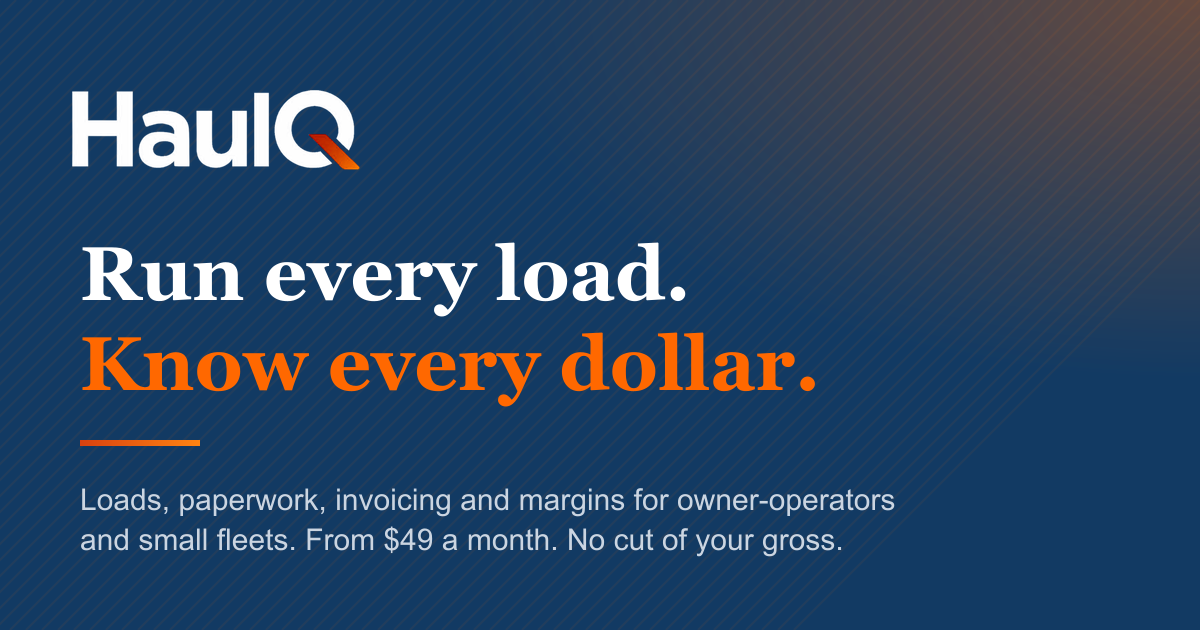 HaulQ
Run every load.
Know every dollar.
Loads, paperwork, invoicing and margins for owner-operators
and small fleets. From $49 a month. No cut of your gross.